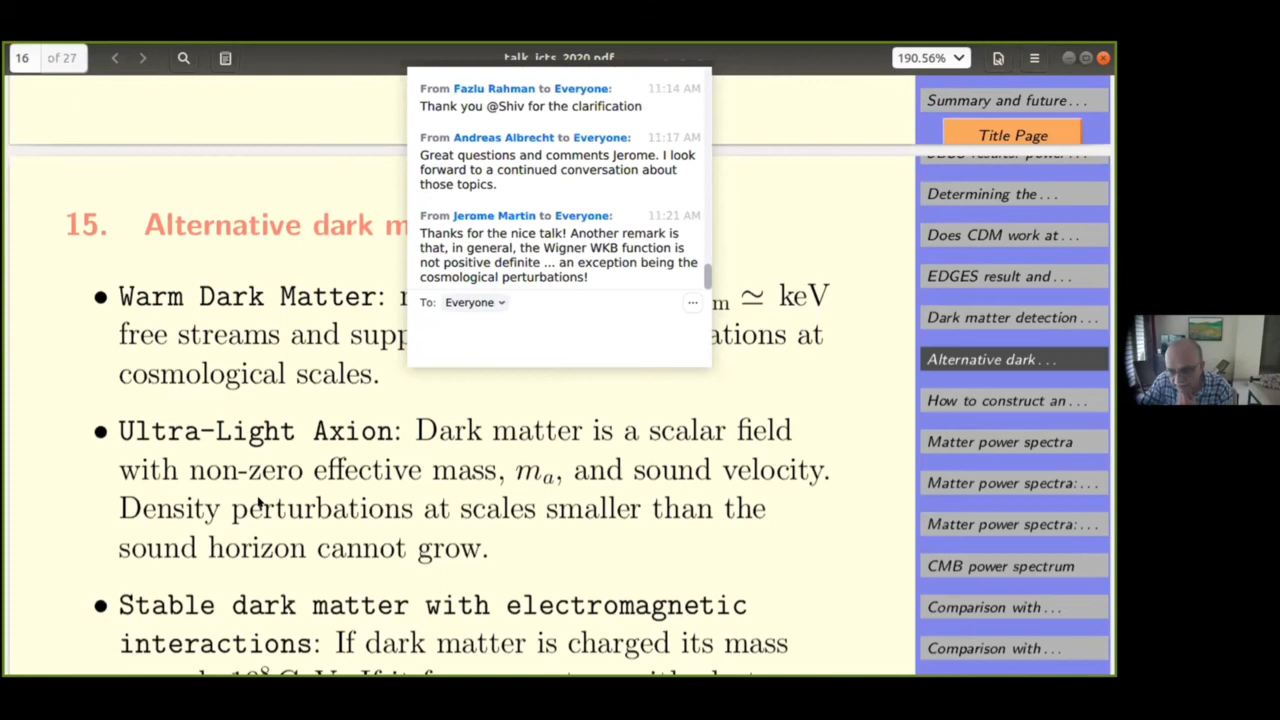 16 of 27
talk_icts_2020.pdf
190.56%
From Fazlu Rahman to Everyone: 11:14 AM
Thank you @Shiv for the clarification
From Andreas Albrecht to Everyone: 11:17 AM
Great questions and comments Jerome. I look
forward to a continued conversation about
those topics.
From Jerome Martin to Everyone: 11:21 AM
Thanks for the nice talk! Another remark is
that, in general, the Wigner WKB function is
not positive definite ... an exception being the
cosmological perturbations!
To: Everyone
...
15. Alternative dark m
Warm Dark Matter: m ≃ keV
free streams and supp ations at
cosmological scales.
Ultra-Light Axion: Dark matter is a scalar field
with non-zero effective mass, mₐ, and sound velocity.
Density perturbations at scales smaller than the
sound horizon cannot grow.
Stable dark matter with electromagnetic
interactions: If dark matter is charged its mass
Summary and future . . .
Title Page
Determining the . . .
Does CDM work at . . .
EDGES result and . . .
Dark matter detection . . .
Alternative dark . . .
How to construct an . . .
Matter power spectra
Matter power spectra: . . .
Matter power spectra: . . .
CMB power spectrum
Comparison with . . .
Comparison with . . .